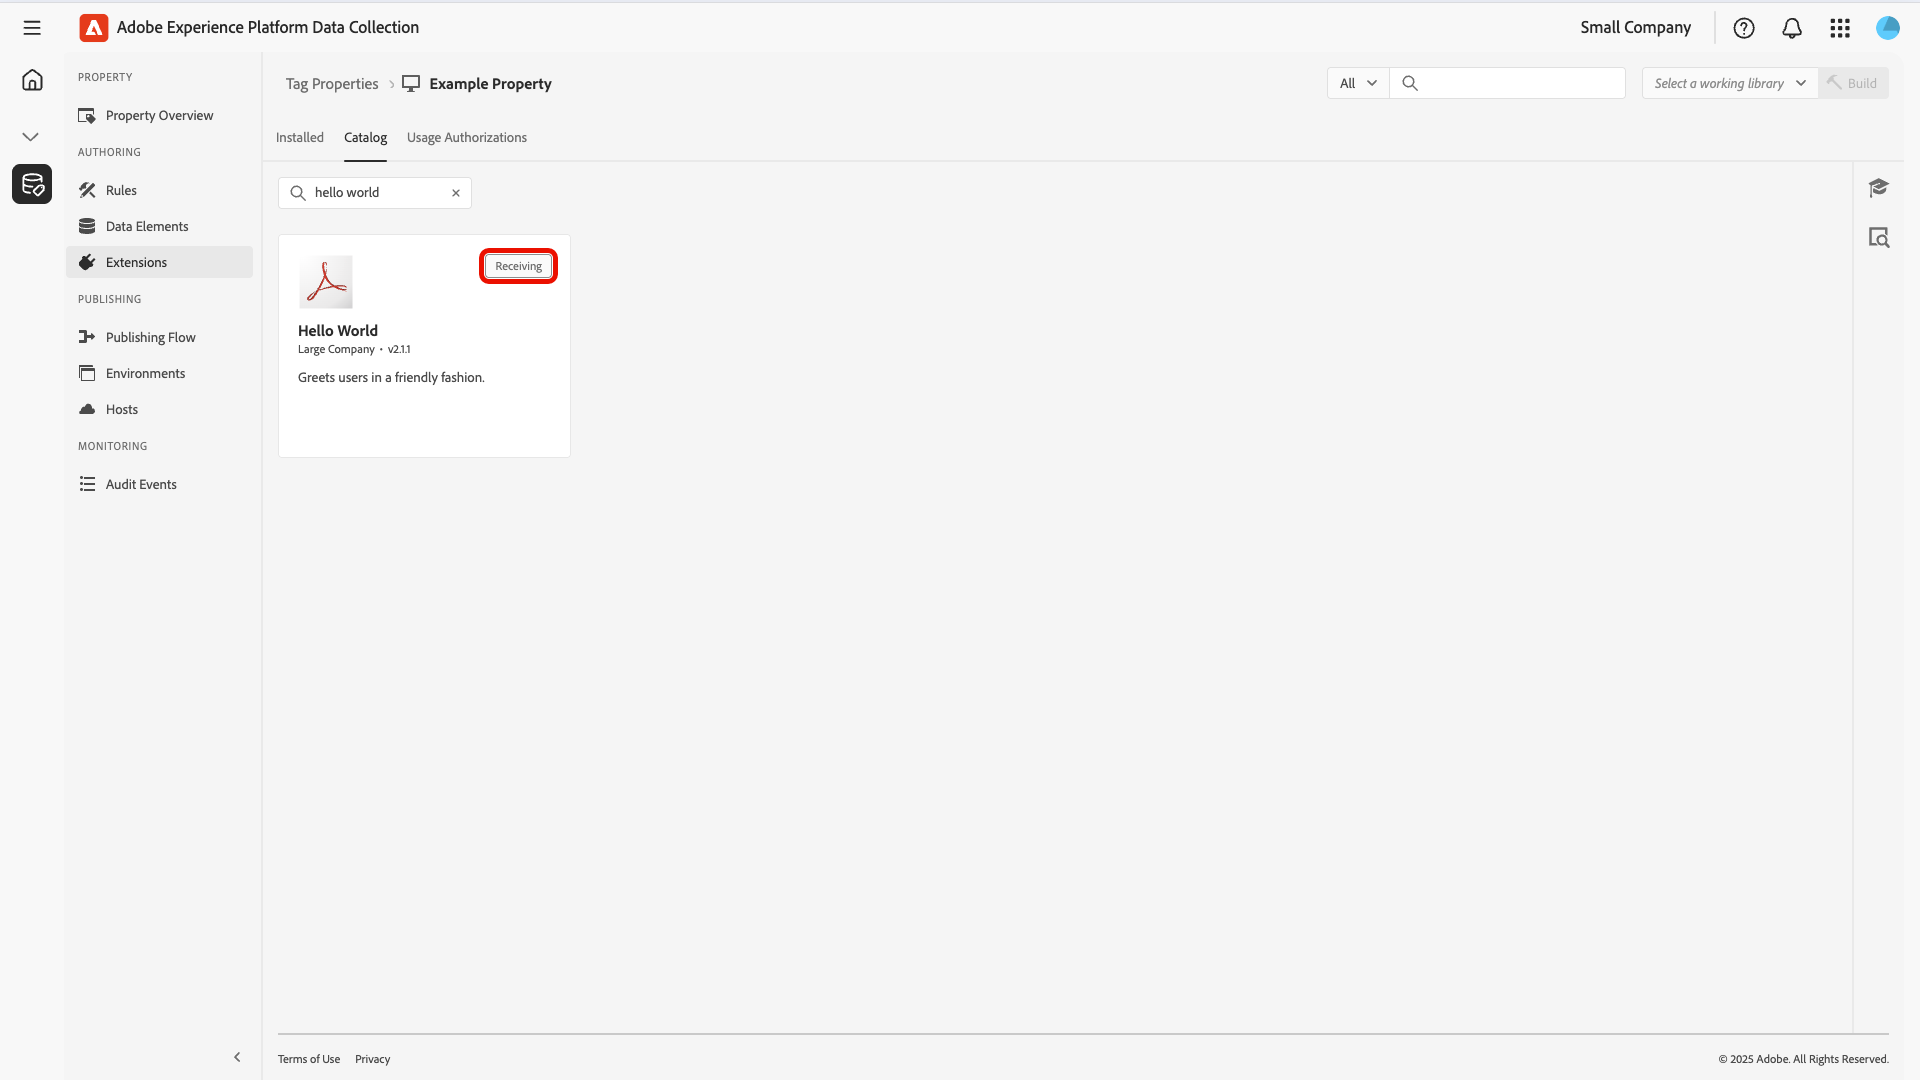 Adobe Experience Platform Data Collection
Small Company
PROPERTY
Property Overview
AUTHORING
Rules
Data Elements
Extensions
PUBLISHING
Publishing Flow
Environments
Hosts
MONITORING
Audit Events
Tag Properties
Example Property
All
Select a working library
Build
Installed
Catalog
Usage Authorizations
hello world
Receiving
Hello World
Large Company • v2.1.1
Greets users in a friendly fashion.
Terms of Use
Privacy
© 2025 Adobe. All Rights Reserved.